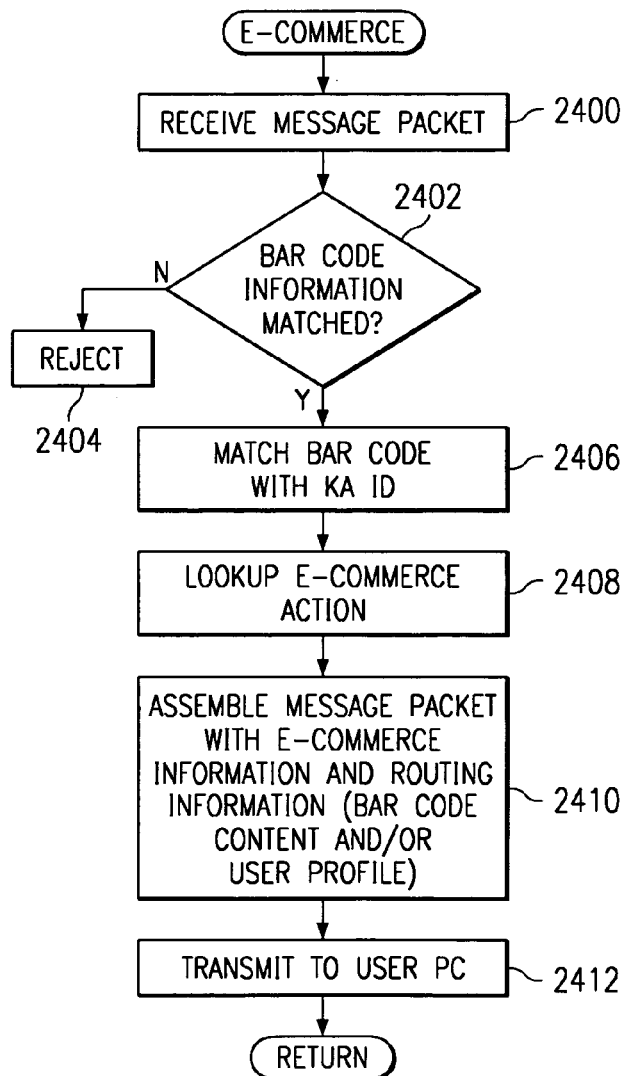 E-COMMERCE
RECEIVE MESSAGE PACKET
2400
2402
BAR CODE
INFORMATION
MATCHED?
N
REJECT
2404
Y
MATCH BAR CODE
WITH KA ID
2406
LOOKUP E-COMMERCE
ACTION
2408
ASSEMBLE MESSAGE PACKET
WITH E-COMMERCE
INFORMATION AND ROUTING
INFORMATION (BAR CODE
CONTENT AND/OR
USER PROFILE)
2410
TRANSMIT TO USER PC
2412
RETURN